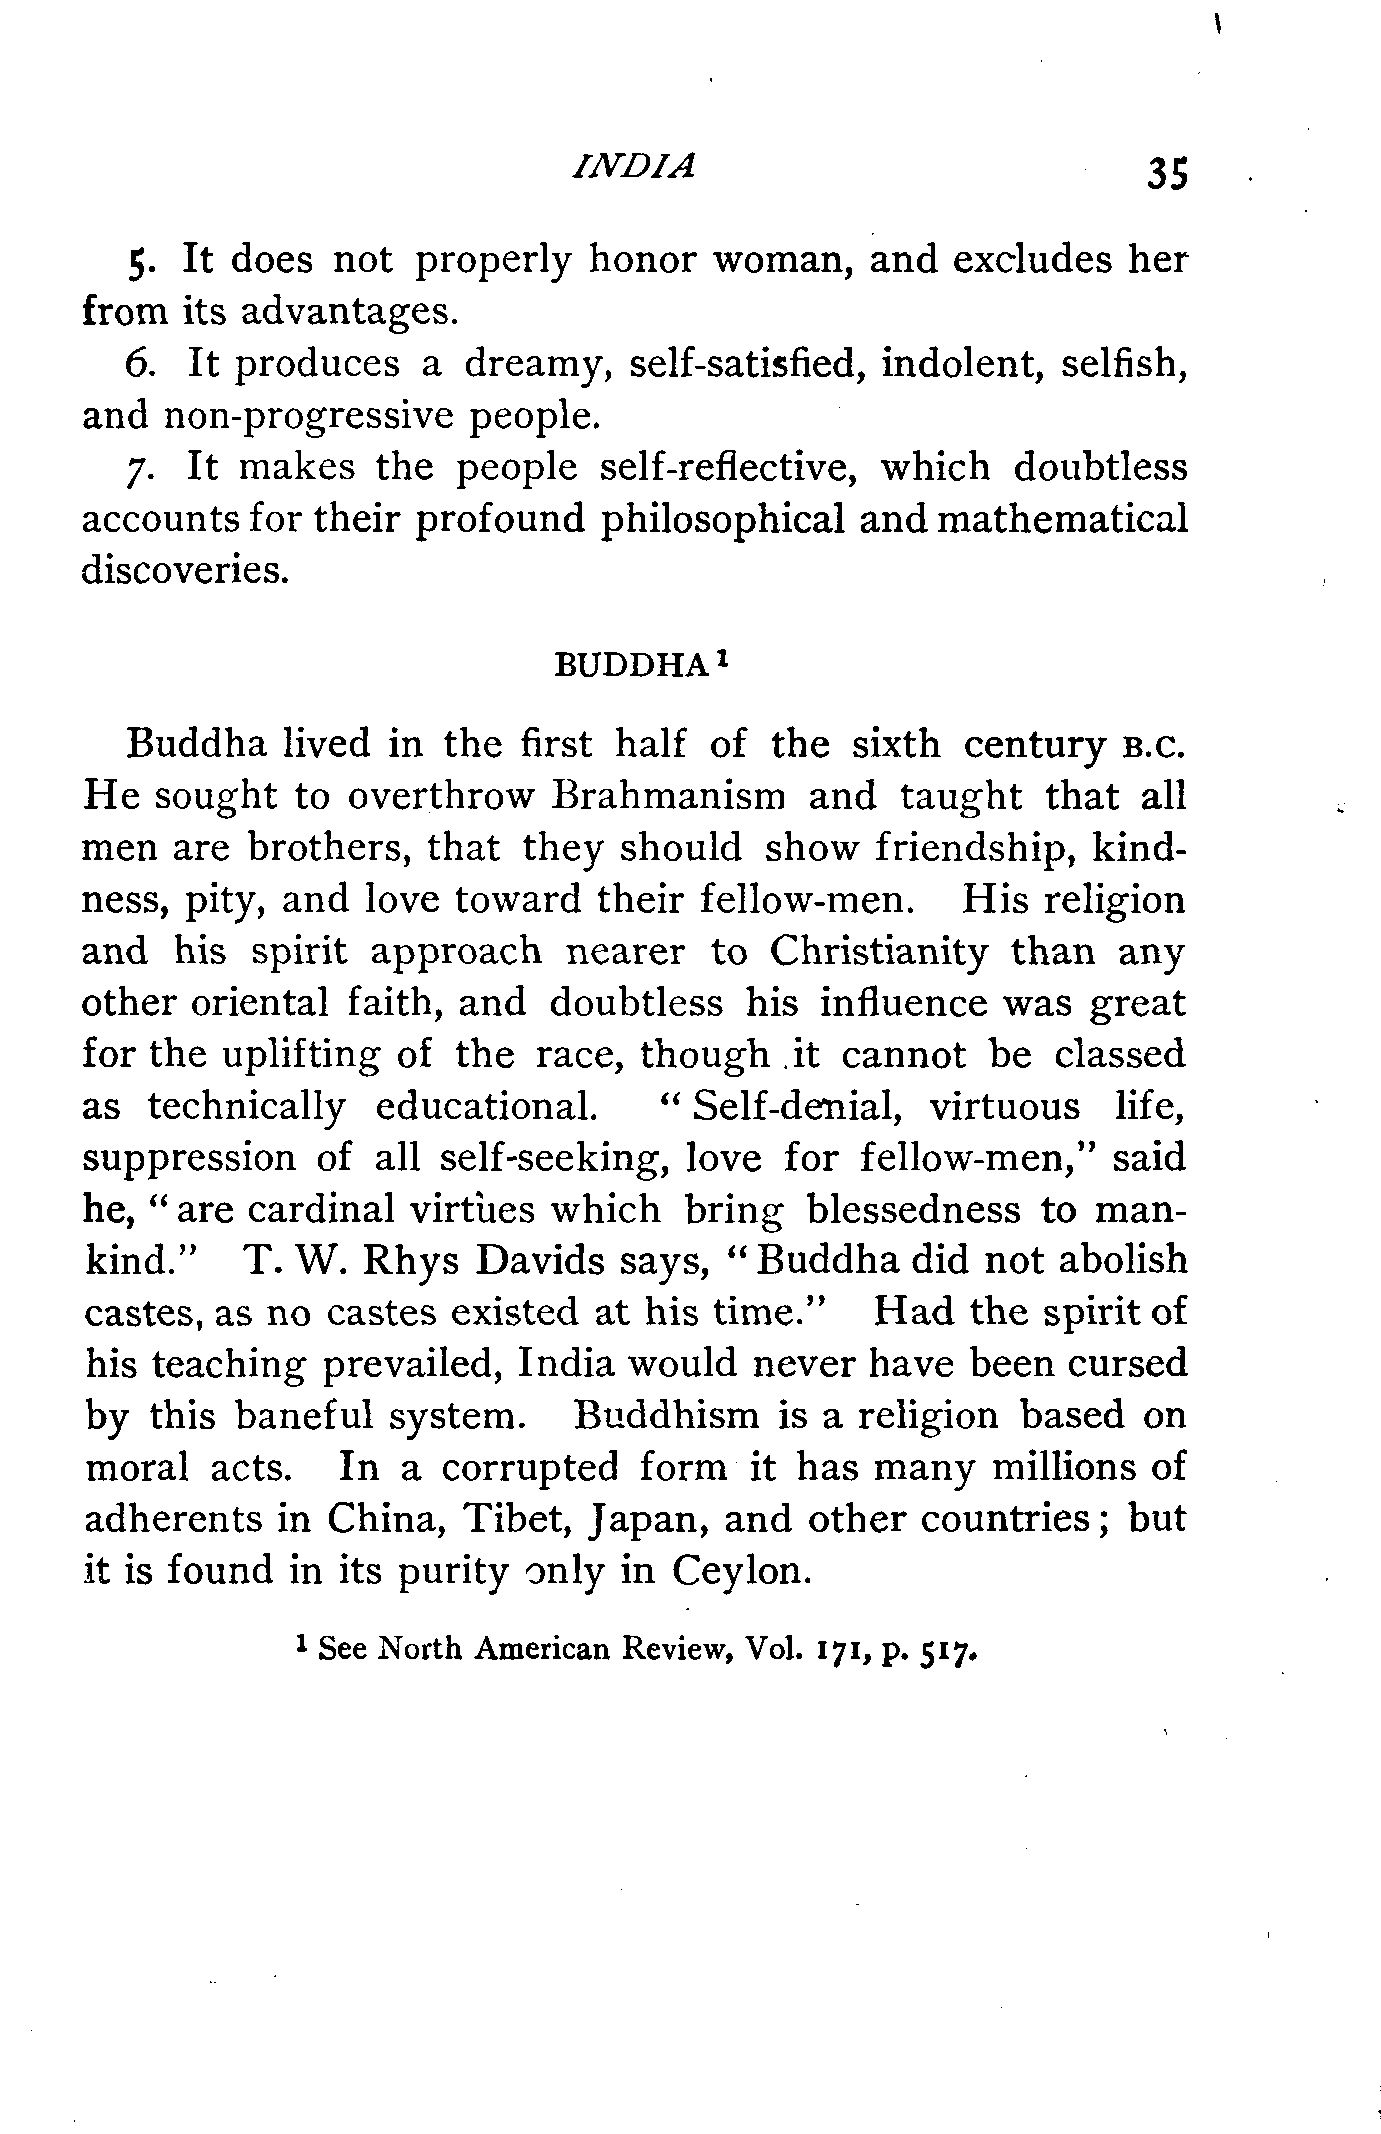 INDIA 35
5. It does not properly honor woman, and excludes her
from its advantages.
6. It produces a dreamy, self-satisfied, indolent, selfish,
and non-progressive people.
7. It makes the people self-reflective, which doubtless
accounts for their profound philosophical and mathematical
discoveries.
BUDDHA¹
Buddha lived in the first half of the sixth century B.C.
He sought to overthrow Brahmanism and taught that all
men are brothers, that they should show friendship, kind-
ness, pity, and love toward their fellow-men. His religion
and his spirit approach nearer to Christianity than any
other oriental faith, and doubtless his influence was great
for the uplifting of the race, though it cannot be classed
as technically educational. “Self-denial, virtuous life,
suppression of all self-seeking, love for fellow-men,” said
he, “are cardinal virtues which bring blessedness to man-
kind.” T. W. Rhys Davids says, “Buddha did not abolish
castes, as no castes existed at his time.” Had the spirit of
his teaching prevailed, India would never have been cursed
by this baneful system. Buddhism is a religion based on
moral acts. In a corrupted form it has many millions of
adherents in China, Tibet, Japan, and other countries; but
it is found in its purity only in Ceylon.
¹ See North American Review, Vol. 171, p. 517.